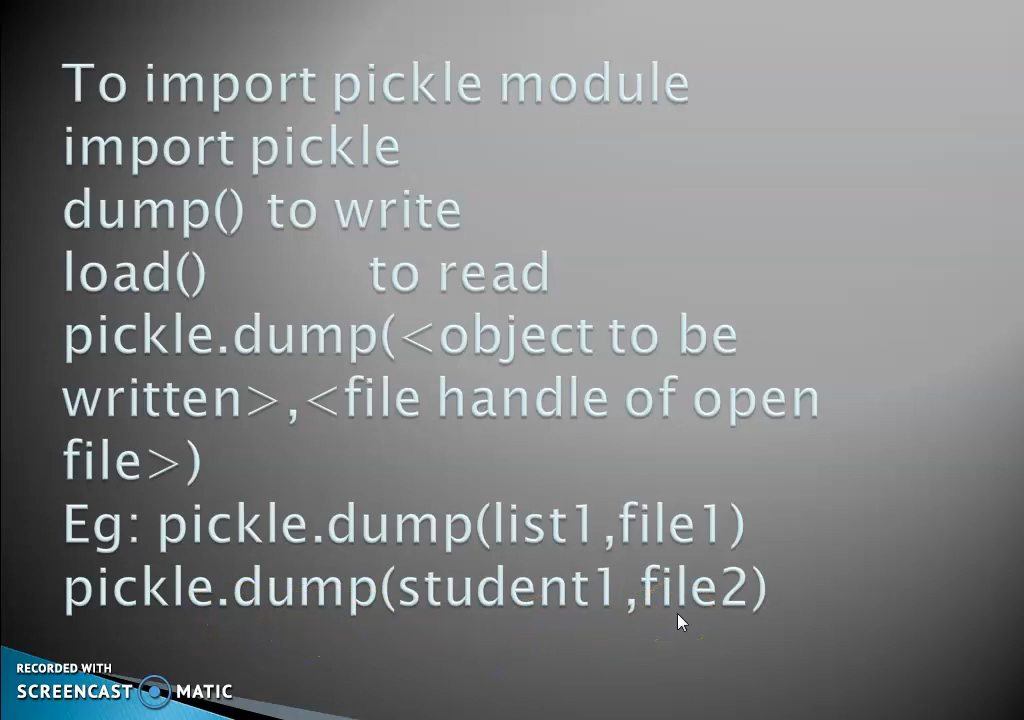 To import pickle module
import pickle
dump() to write
load() to read
pickle.dump(<object to be
written>,<file handle of open
file>)
Eg: pickle.dump(list1,file1)
pickle.dump(student1,file2)
RECORDED WITH
SCREENCAST MATIC